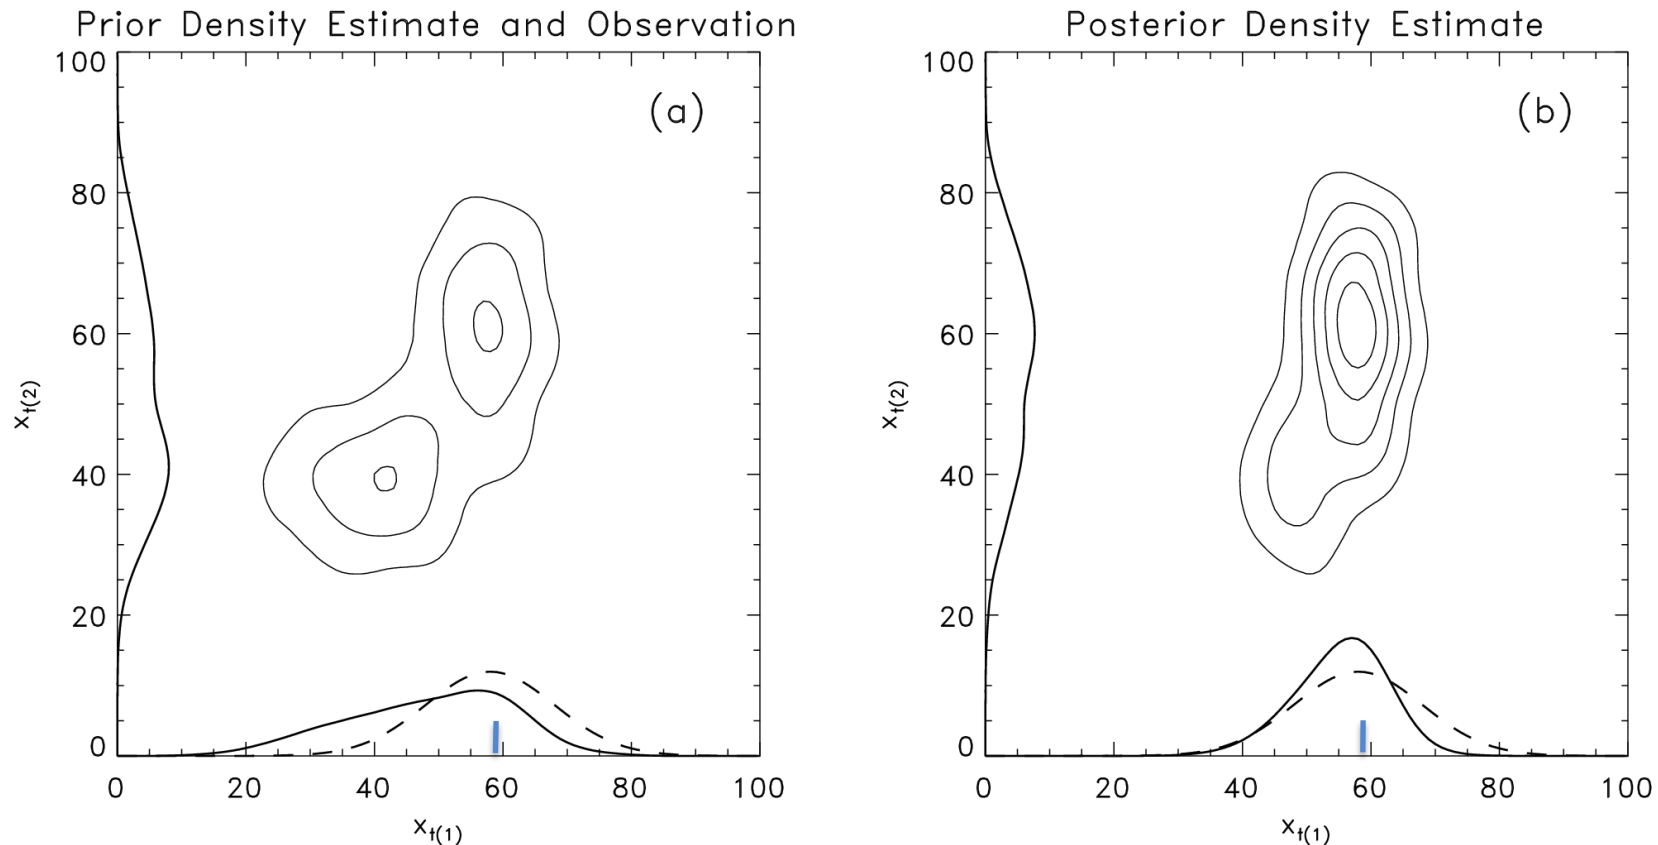 Prior Density Estimate and Observation
100
80
60
40
20
0
0 20 40 60 80 100
x_t(2)
x_t(1)
(a)
Posterior Density Estimate
100
80
60
40
20
0
0 20 40 60 80 100
x_t(2)
x_t(1)
(b)